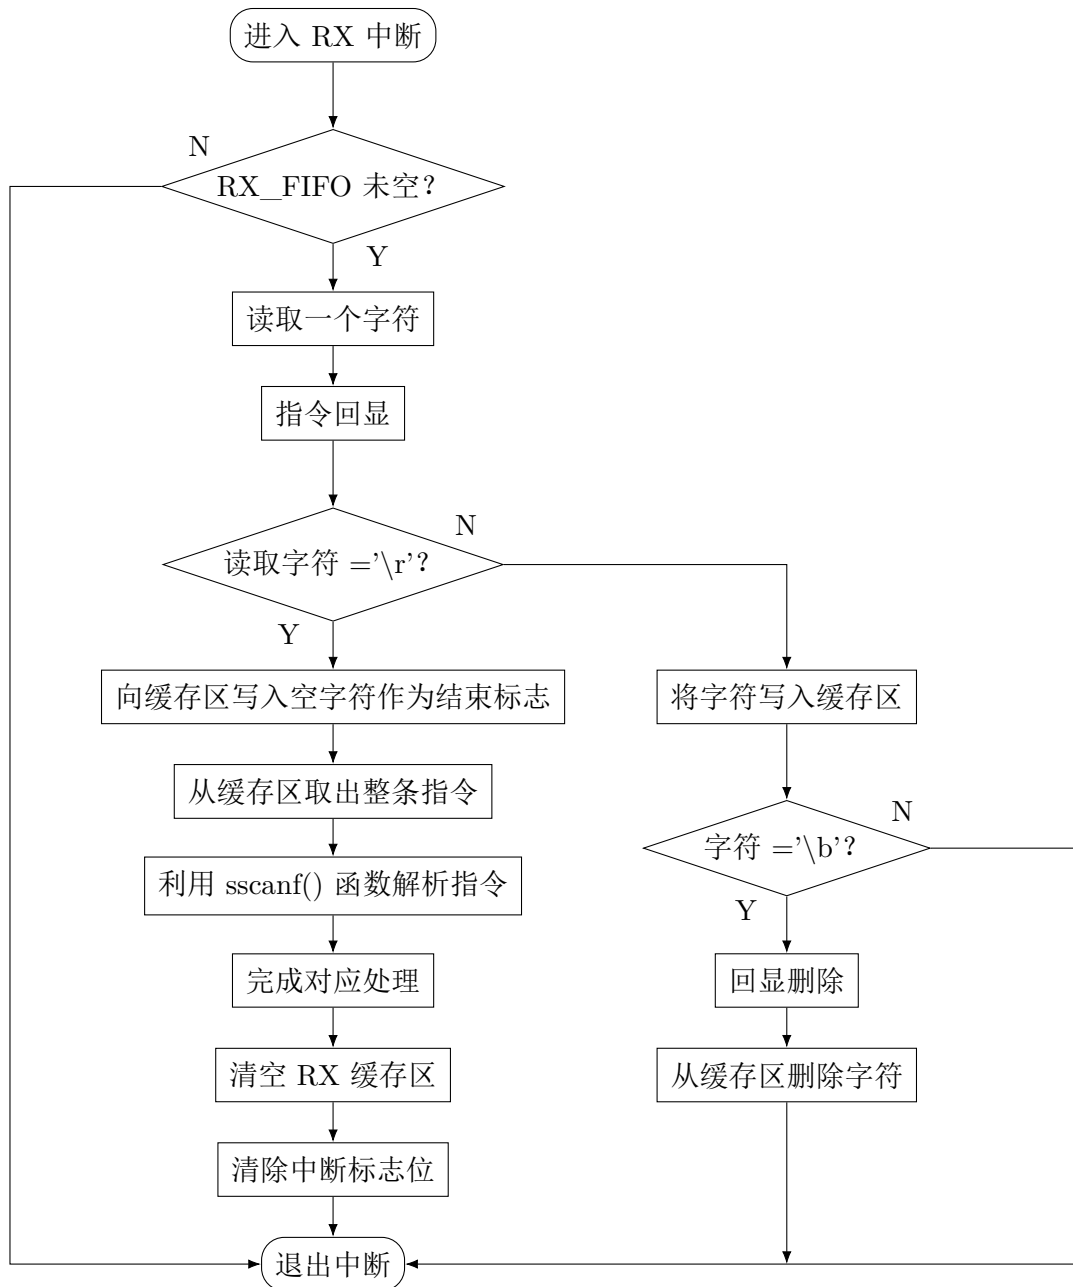 进入 RX 中断
N
RX_FIFO 未空?
Y
读取一个字符
指令回显
N
读取字符 ='\r'?
Y
向缓存区写入空字符作为结束标志
将字符写入缓存区
从缓存区取出整条指令
N
字符 ='\b'?
利用 sscanf() 函数解析指令
Y
完成对应处理
回显删除
清空 RX 缓存区
从缓存区删除字符
清除中断标志位
退出中断